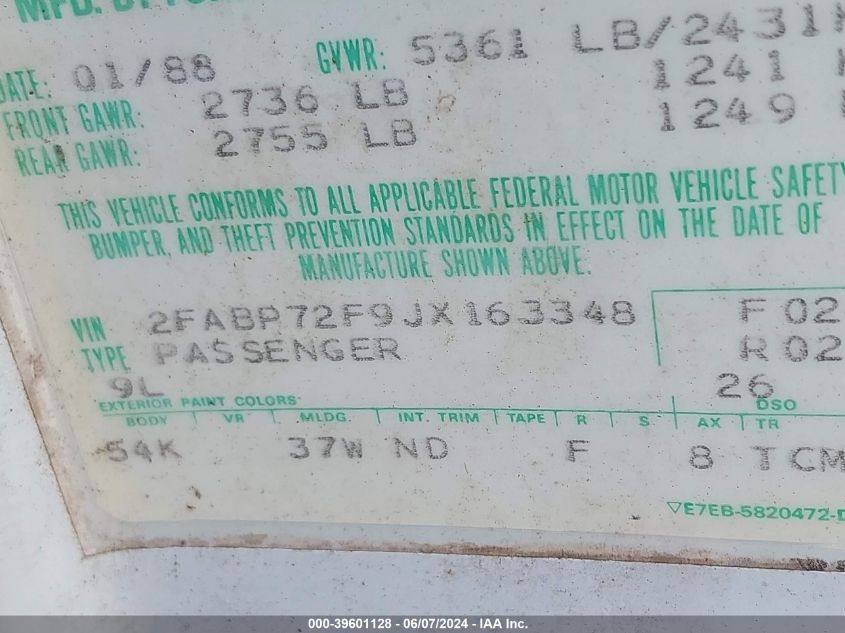 MFD. BY
DATE: 01/88 GVWR: 5361 LB/2431K
FRONT GAWR: 2736 LB 1241 K
REAR GAWR: 2755 LB 1249
THIS VEHICLE CONFORMS TO ALL APPLICABLE FEDERAL MOTOR VEHICLE SAFETY
BUMPER, AND THEFT PREVENTION STANDARDS IN EFFECT ON THE DATE OF
MANUFACTURE SHOWN ABOVE.
VIN 2FABP72F9JX163348 F 02
TYPE PASSENGER R 02
9L 26
EXTERIOR PAINT COLORS DSO
BODY VR MLDG. INT. TRIM TAPE R S AX TR
54K 37W ND F 8 TCM
▽E7EB-5820472-D
000-39601128 - 06/07/2024 - IAA Inc.